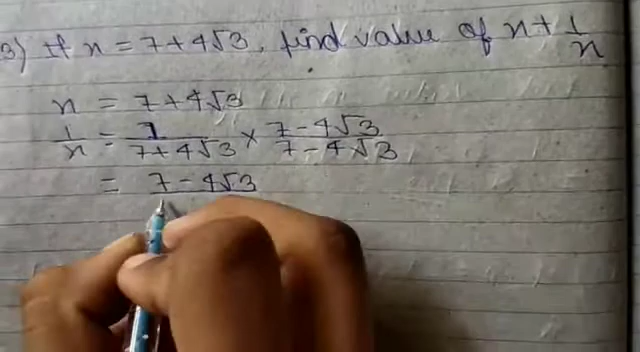 3) If n = 7+4√3, find value of n + 1/n
n = 7+4√3
1/n = 1/7+4√3 × 7-4√3/7-4√3
= 7-4√3